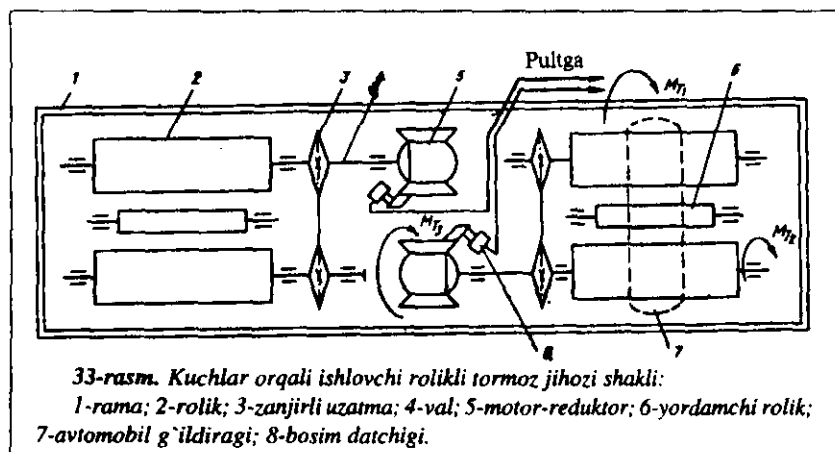 1 2 3 4 5 Pultga 6
M_T1
M_T3
M_T2
8 7
33-rasm. Kuchlar orqali ishlovchi rolikli tormoz jihozi shakli:
1-rama; 2-rolik; 3-zanjirli uzatma; 4-val; 5-motor-reduktor; 6-yordamchi rolik;
7-avtomobil g`ildiragi; 8-bosim datchigi.